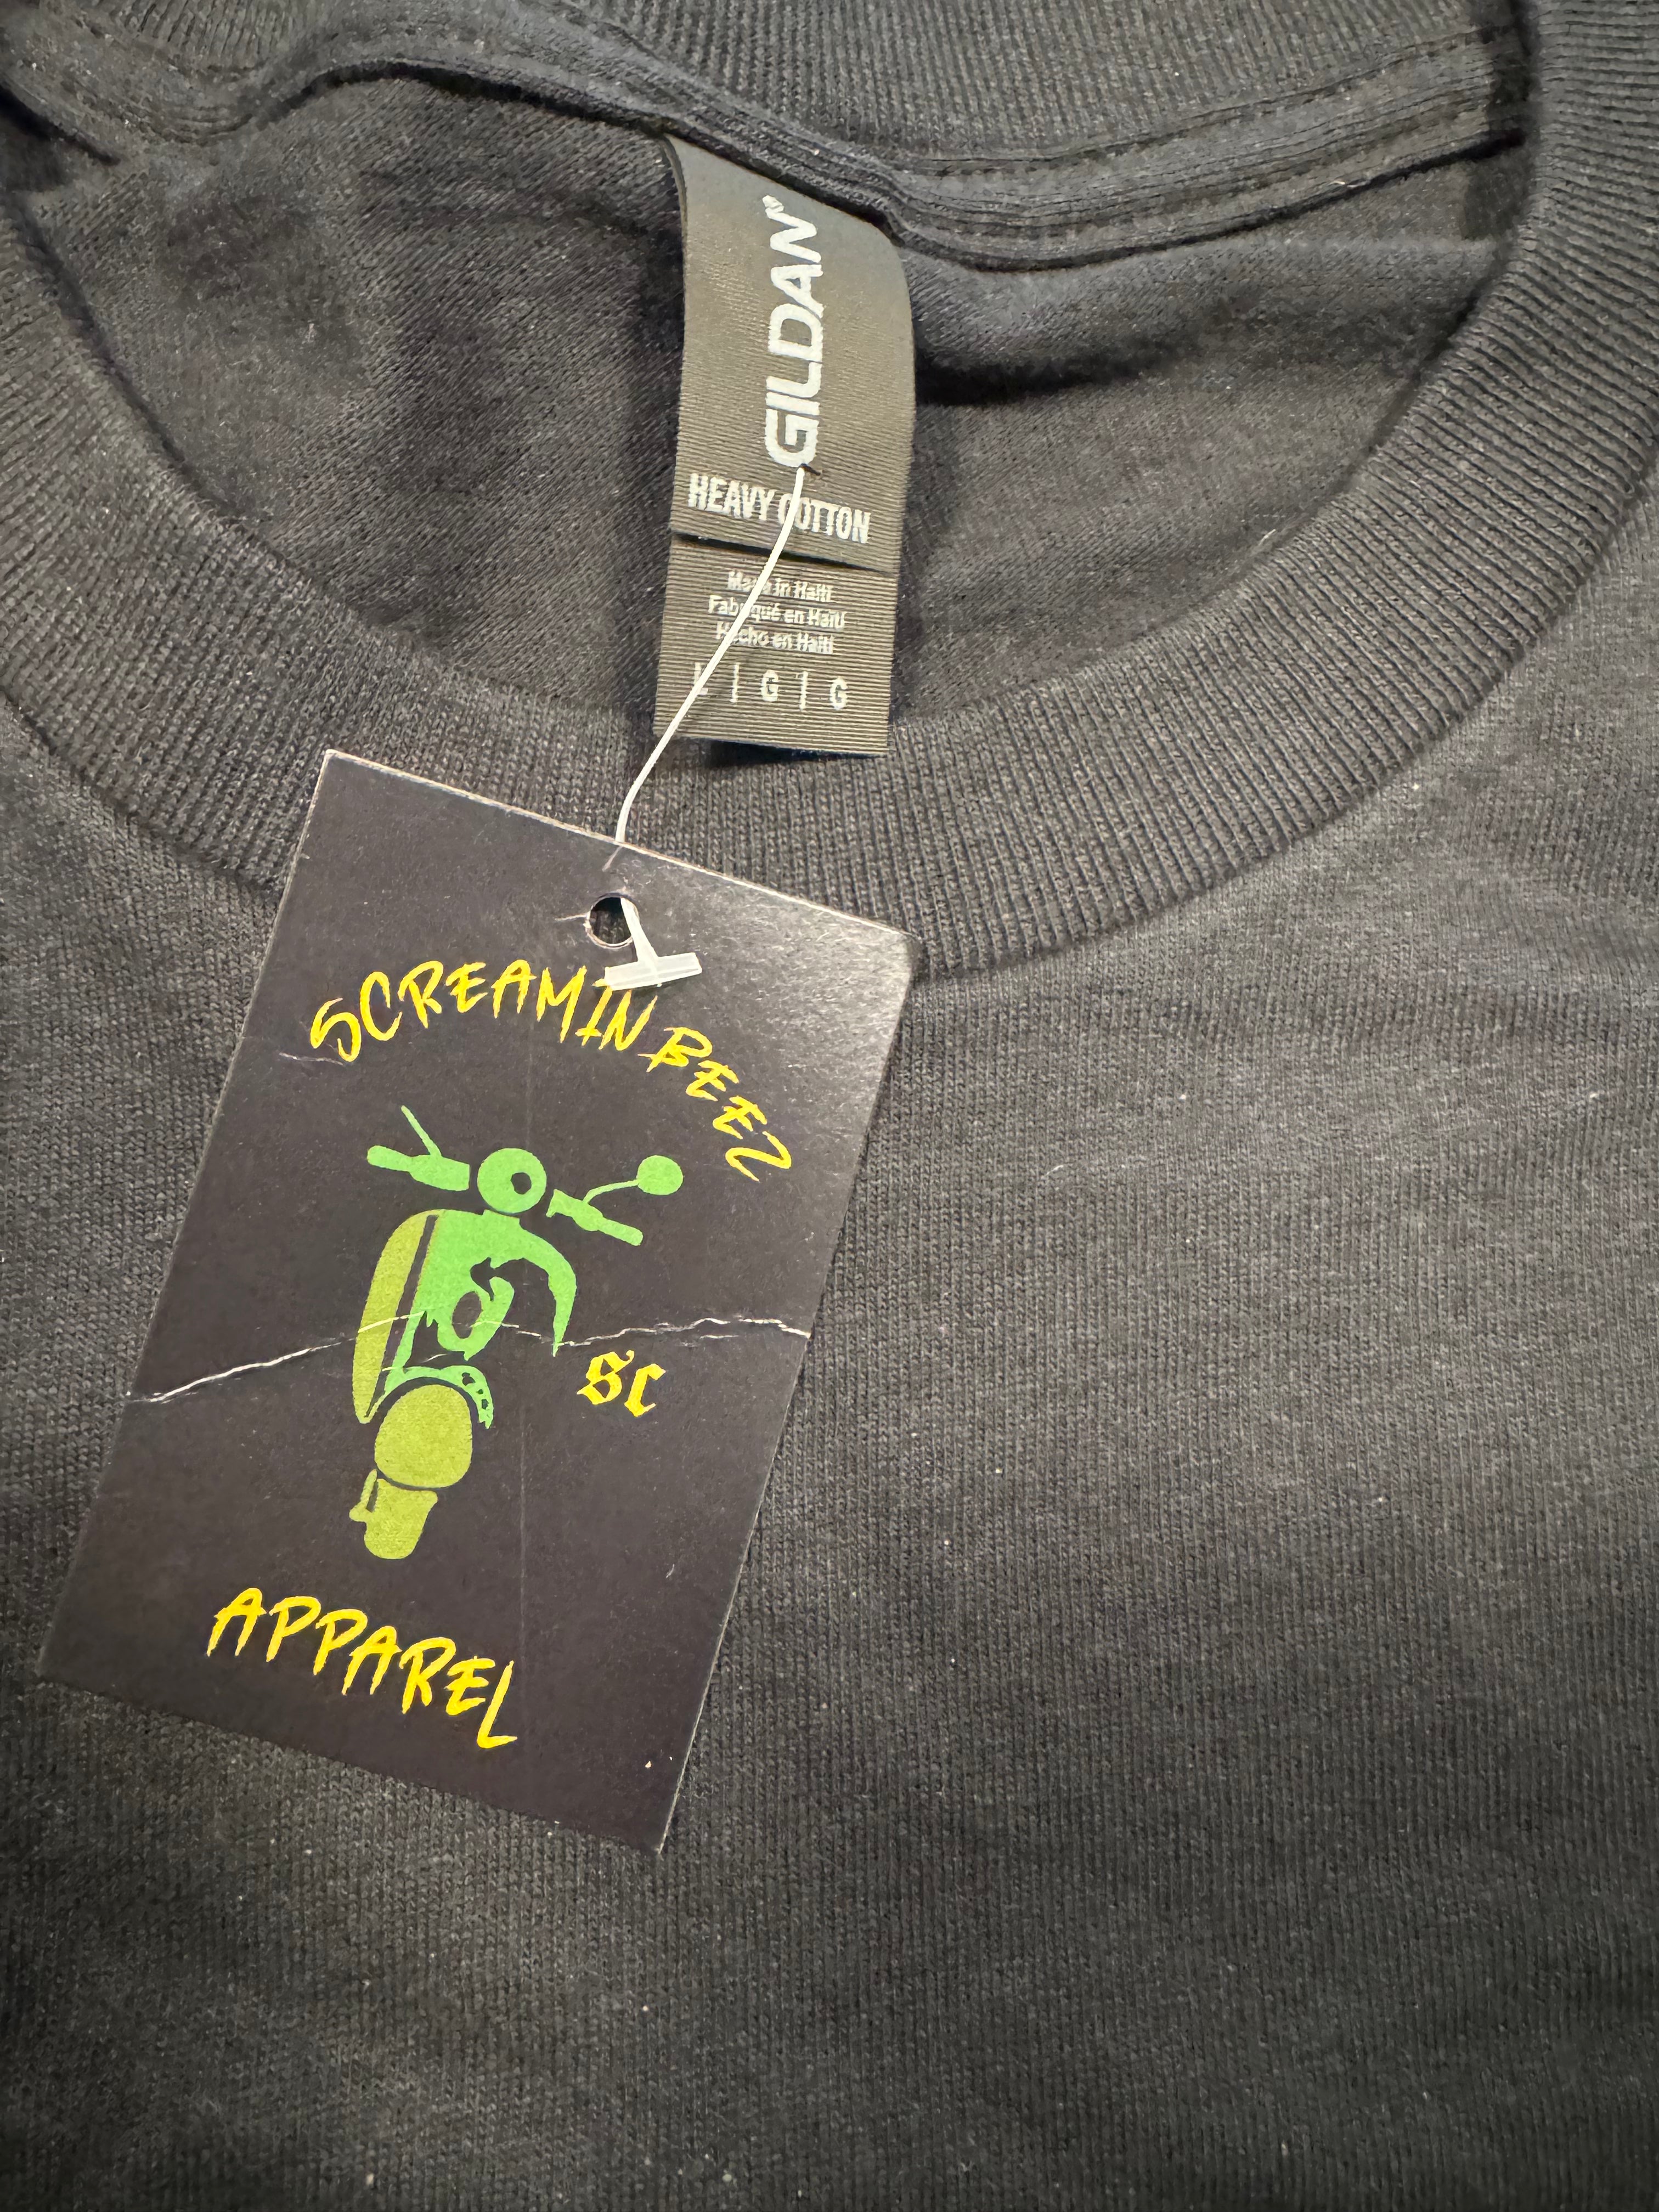 GILDAN®
HEAVY COTTON
Made in Haiti
Fabriqué en Haïti
Hecho en Haití
L | G | G
SCREAMIN BEEZ
SC
APPAREL